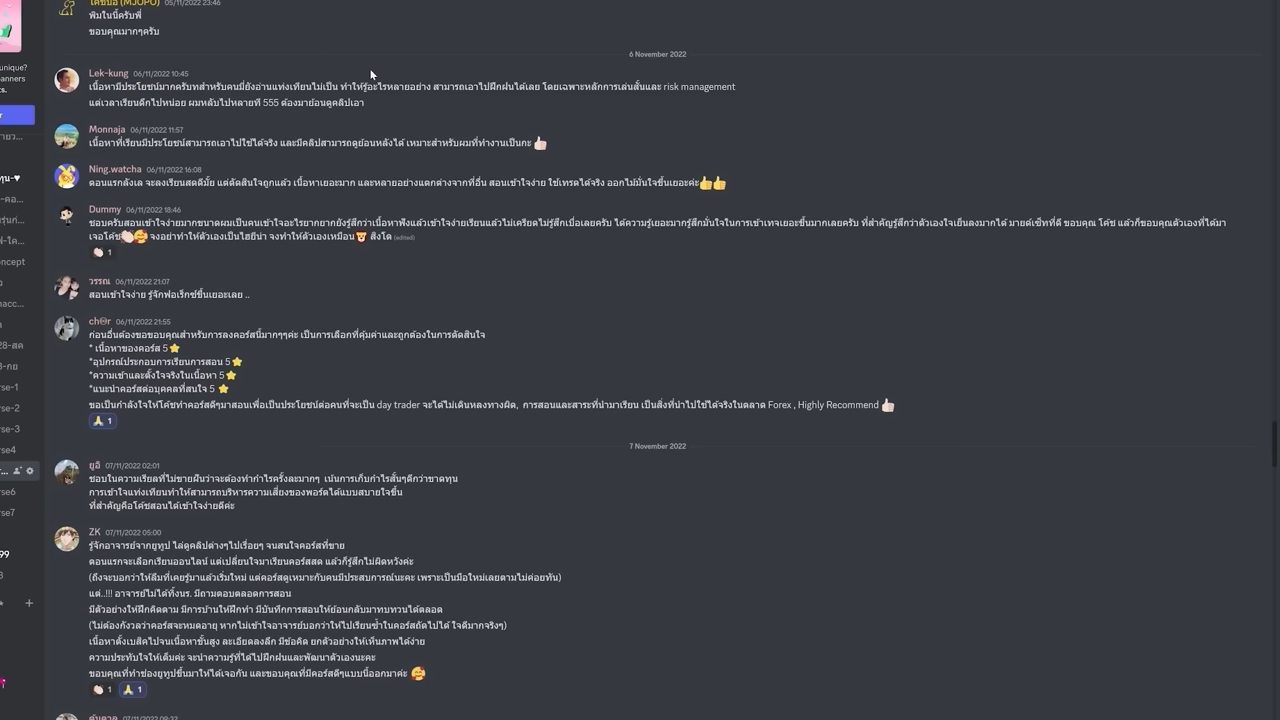 โค้ชบอ (MJOPO) 05/11/2022 23:46
พิมในนี้ครับพี่
ขอบคุณมากๆครับ
6 November 2022
Lek-kung 06/11/2022 10:45
เนื้อหามีประโยชน์มากครับทสำหรับคนมี่ยังอ่านแท่งเทียนไม่เป็น ทำให้รู้อะไรหลายอย่าง สามารถเอาไปฝึกฝนได้เลย โดยเฉพาะหลักการเล่นสั้นและ risk management
แต่เวลาเรียนดึกไปหน่อย ผมหลับไปหลายที 555 ต้องมาย้อนดูคลิปเอา
Monnaja 06/11/2022 11:57
เนื้อหาที่เรียนมีประโยชน์สามารถเอาไปใช้ได้จริง และมีคลิปสามารถดูย้อนหลังได้ เหมาะสำหรับผมที่ทำงานเป็นกะ 👍🏻
Ning.watcha 06/11/2022 16:08
ตอนแรกลังเล จะลงเรียนสดดีมั้ย แต่ตัดสินใจถูกแล้ว เนื้อหาเยอะมาก และหลายอย่างแตกต่างจากที่อื่น สอนเข้าใจง่าย ใช้เทรดได้จริง ออกไม้มั่นใจขึ้นเยอะค่ะ👍👍
Dummy 06/11/2022 18:46
ชอบครับสอนเข้าใจง่ายมากขนาดผมเป็นคนเข้าใจอะไรยากยากยังรู้สึกว่าเนื้อหาฟังแล้วเข้าใจง่ายเรียนแล้วไม่เครียดไม่รู้สึกเบื่อเลยครับ ได้ความรู้เยอะมากรู้สึกมั่นใจในการเข้าเทจเยอะขึ้นมากเลยครับ ที่สำคัญรู้สึกว่าตัวเองใจเย็นลงมากได้ มายด์เซ็ทที่ดี ขอบคุณ โค้ช แล้วก็ขอบคุณตัวเองที่ได้มา
เจอโค้ช👏🏻🥰 จงอย่าทำให้ตัวเองเป็นไฮยีน่า จงทำให้ตัวเองเหมือน🦁 สิงโต (edited)
👏🏻 1
วรรณ 06/11/2022 21:07
สอนเข้าใจง่าย รู้จักฟอเร็กซ์ขึ้นเยอะเลย ..
06/11/2022 21:55
ก่อนอื่นต้องขอขอบคุณสำหรับการลงคอร์สนี้มากๆๆค่ะ เป็นการเลือกที่คุ้มค่าและถูกต้องในการตัดสินใจ
* เนื้อหาของคอร์ส 5⭐
*อุปกรณ์ประกอบการเรียนการสอน 5⭐
*ความเข้าและตั้งใจจริงในเนื้อหา 5⭐
*แนะนำคอร์สต่อบุคคลที่สนใจ 5 ⭐
ขอเป็นกำลังใจให้โค้ชทำคอร์สดีๆมาสอนเพื่อเป็นประโยชน์ต่อคนที่จะเป็น day trader จะได้ไม่เดินหลงทางผิด, การสอนและสาระที่นำมาเรียน เป็นสิ่งที่นำไปใช้ได้จริงในตลาด Forex , Highly Recommend 👍🏻
🙏 1
7 November 2022
ยูอิ 07/11/2022 02:01
ชอบในความเรียลที่ไม่ขายฝันว่าจะต้องทำกำไรครั้งละมากๆ เน้นการเก็บกำไรสั้นๆดีกว่าขาดทุน
การเข้าใจแท่งเทียนทำให้สามารถบริหารความเสี่ยงของพอร์ตได้แบบสบายใจขึ้น
ที่สำคัญคือโค้ชสอนได้เข้าใจง่ายดีค่ะ
ZK 07/11/2022 05:00
รู้จักอาจารย์จากยูทูป ไล่ดูคลิปต่างๆไปเรื่อยๆ จนสนใจคอร์สที่ขาย
ตอนแรกจะเลือกเรียนออนไลน์ แต่เปลี่ยนใจมาเรียนคอร์สสด แล้วก็รู้สึกไม่ผิดหวังค่ะ
(ถึงจะบอกว่าให้ลืมที่เคยรู้มาแล้วเริ่มใหม่ แต่คอร์สดูเหมาะกับคนมีประสบการณ์นะคะ เพราะเป็นมือใหม่เลยตามไม่ค่อยทัน)
แต่..!!! อาจารย์ไม่ได้ทิ้งนร. มีถามตอบตลอดการสอน
มีตัวอย่างให้ฝึกคิดตาม มีการบ้านให้ฝึกทำ มีบันทึกการสอนให้ย้อนกลับมาทบทวนได้ตลอด
(ไม่ต้องกังวลว่าคอร์สจะหมดอายุ หากไม่เข้าใจอาจารย์บอกว่าให้ไปเรียนซ้ำในคอร์สถัดไปได้ ใจดีมากจริงๆ)
เนื้อหาตั้งเบสิคไปจนเนื้อหาขั้นสูง ละเอียดลงลึก มีข้อคิด ยกตัวอย่างให้เห็นภาพได้ง่าย
ความประทับใจให้เต็มค่ะ จะนำความรู้ที่ได้ไปฝึกฝนและพัฒนาตัวเองนะคะ
ขอบคุณที่ทำช่องยูทูปขึ้นมาให้ได้เจอกัน และขอบคุณที่มีคอร์สดีๆแบบนี้ออกมาค่ะ 🥰
👏🏻 1 🙏 1